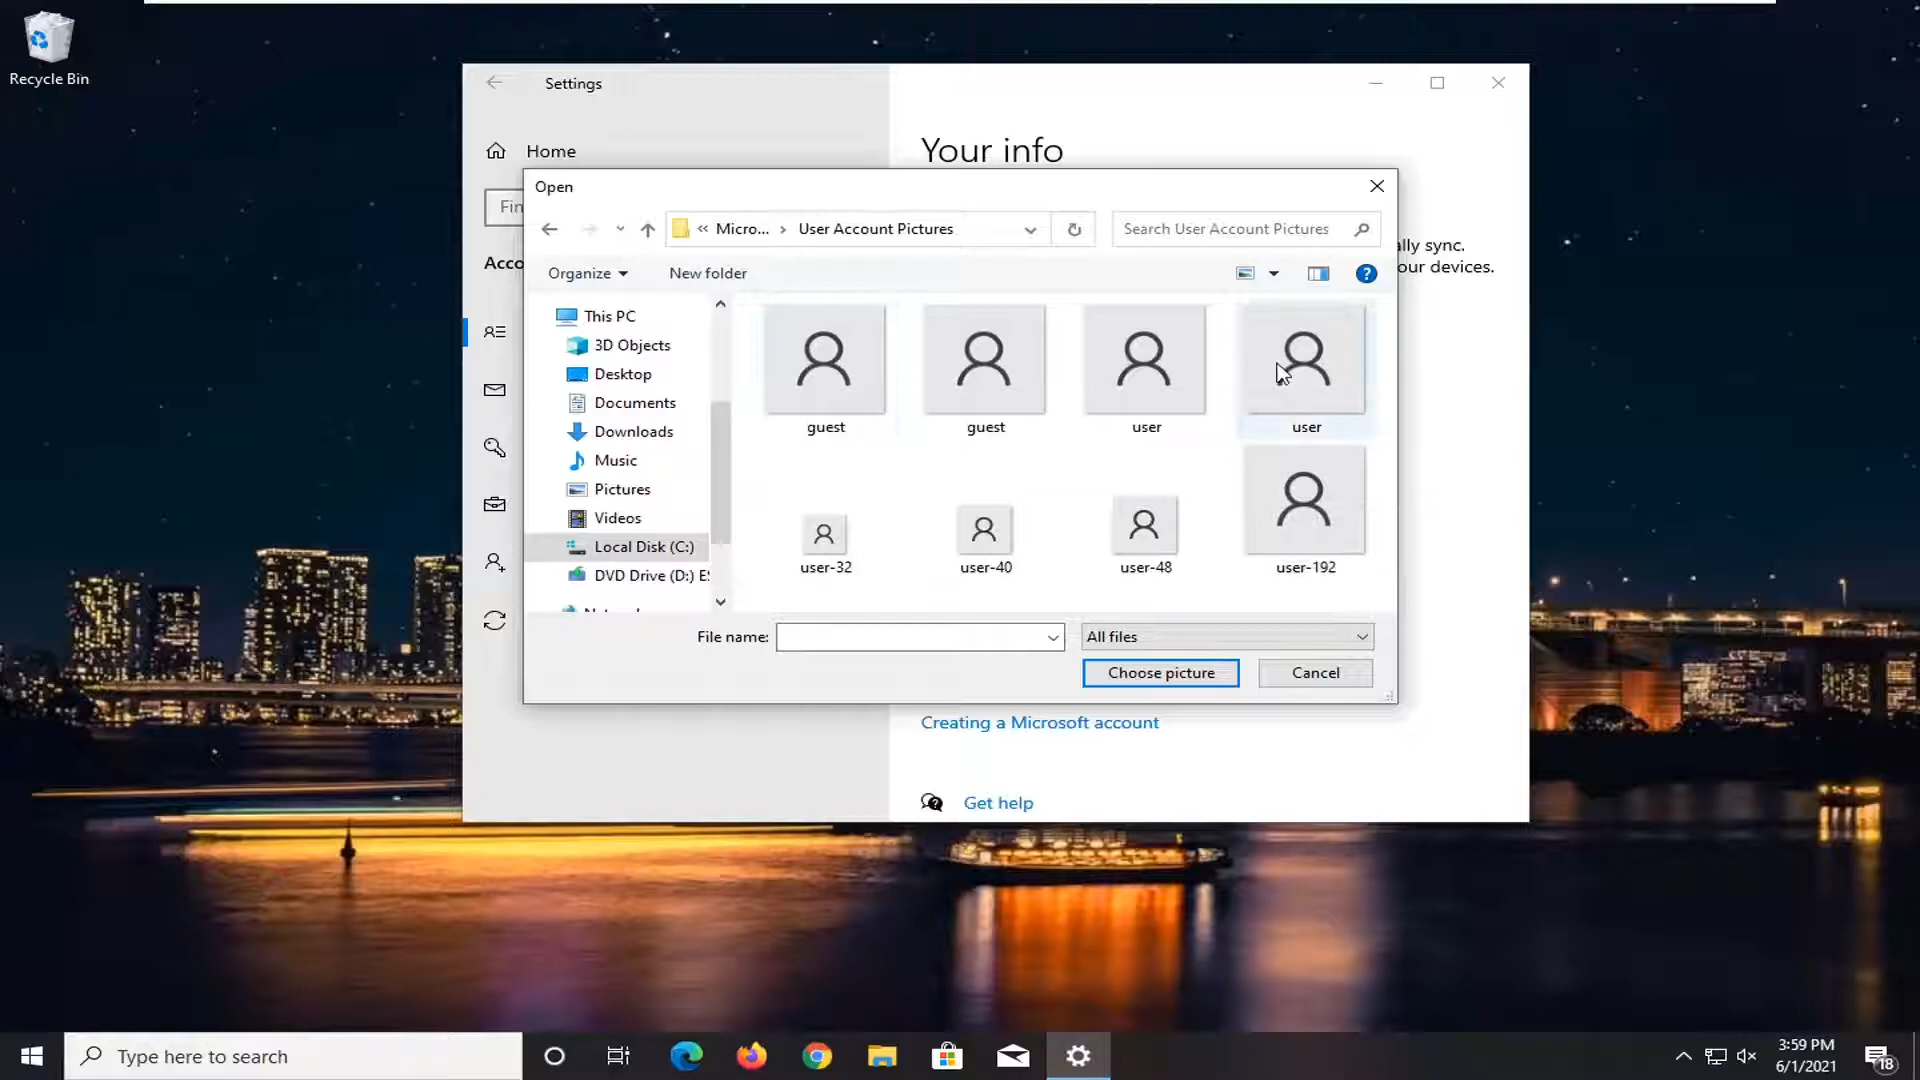 Recycle Bin
Settings
Home
Your info
Fin
Acco
ally sync.
our devices.
Open
« Micro... › User Account Pictures
Search User Account Pictures
Organize
New folder
This PC
3D Objects
Desktop
Documents
Downloads
Music
Pictures
Videos
Local Disk (C:)
DVD Drive (D:) ES
guest
guest
user
user
user-32
user-40
user-48
user-192
File name:
All files
Choose picture
Cancel
Creating a Microsoft account
Get help
Type here to search
3:59 PM
6/1/2021
18